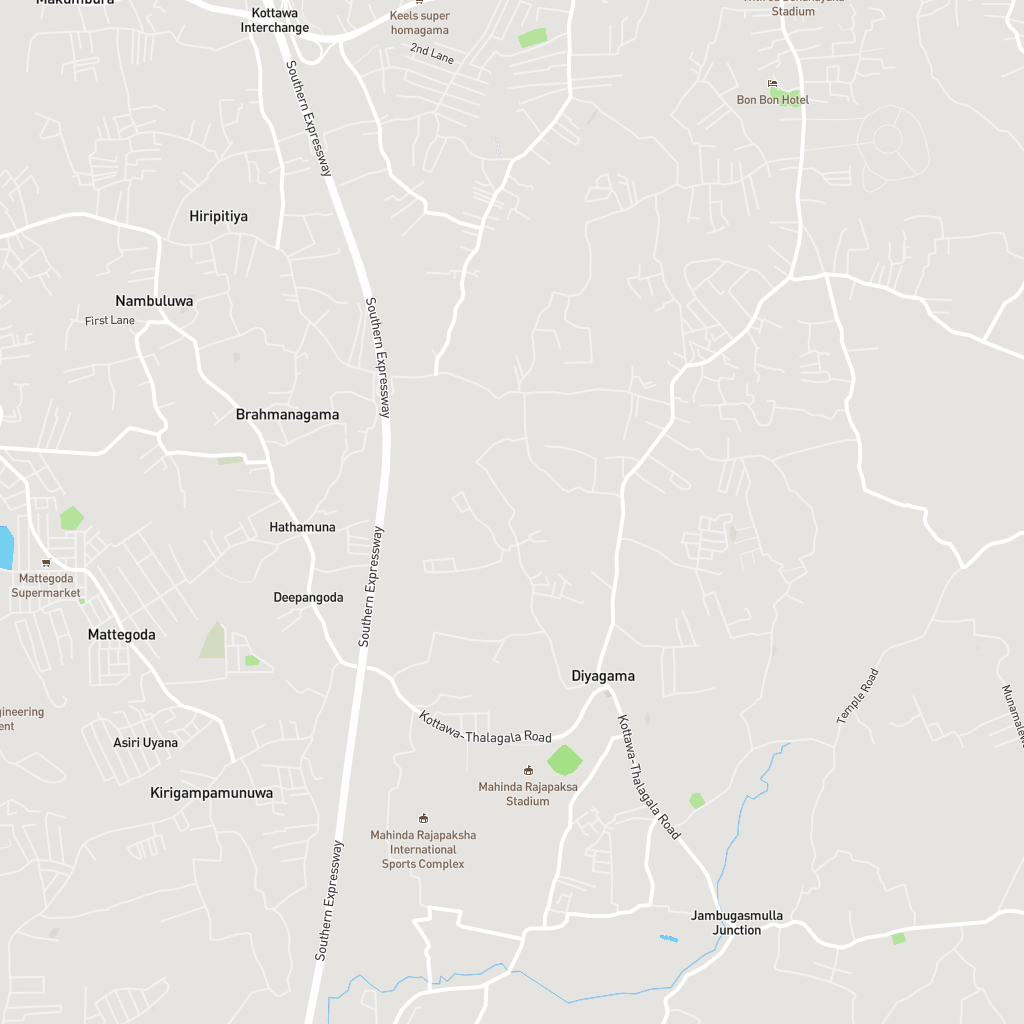 Makumbura
Kottawa
Interchange
Keels super
homagama
2nd Lane
Stadium
Bon Bon Hotel
Southern Expressway
Hiripitiya
Nambuluwa
First Lane
Southern Expressway
Brahmanagama
Hathamuna
Southern Expressway
Mattegoda
Supermarket
Deepangoda
Mattegoda
Diyagama
Temple Road
Asiri Uyana
Kottawa-Thalagala Road
Kottawa-Thalagala Road
Mahinda Rajapaksa
Stadium
Kirigampamunuwa
Mahinda Rajapaksha
International
Sports Complex
Southern Expressway
Jambugasmulla
Junction